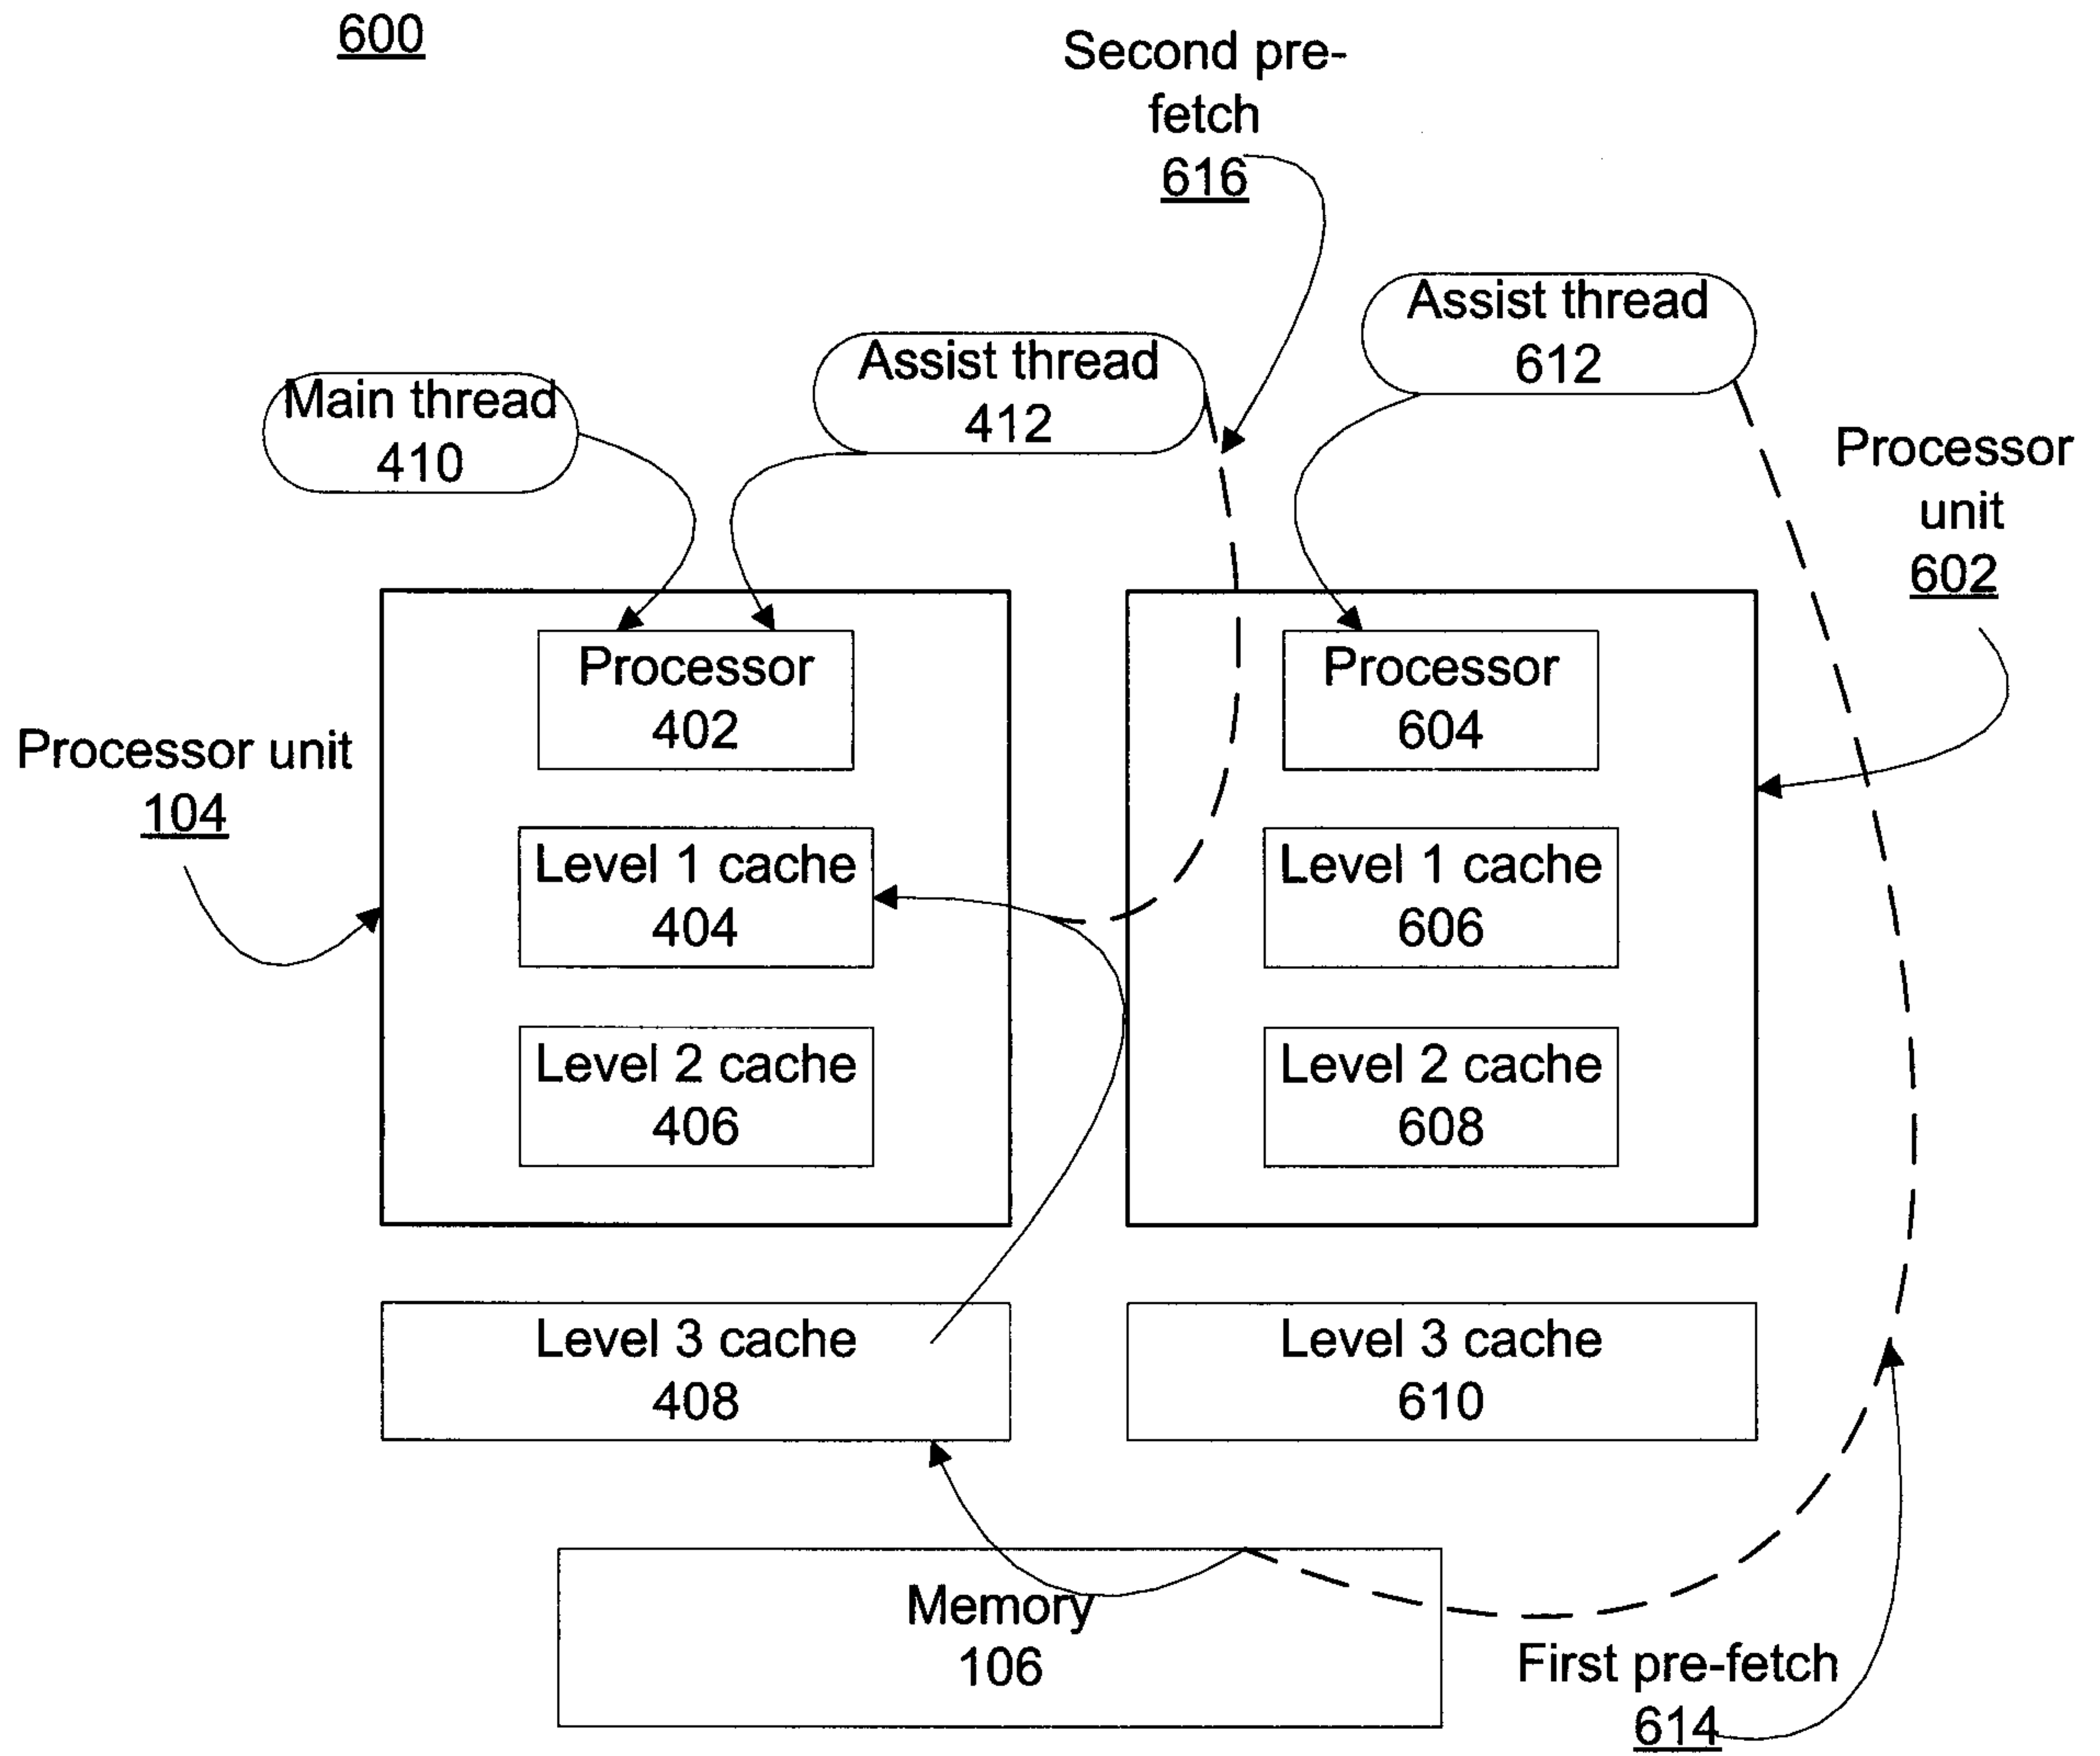 600
Second pre-
fetch
616
Assist thread
612
Assist thread
412
Main thread
410
Processor
unit
602
Processor
402
Processor
604
Processor unit
104
Level 1 cache
404
Level 1 cache
606
Level 2 cache
406
Level 2 cache
608
Level 3 cache
408
Level 3 cache
610
Memory
106
First pre-fetch
614